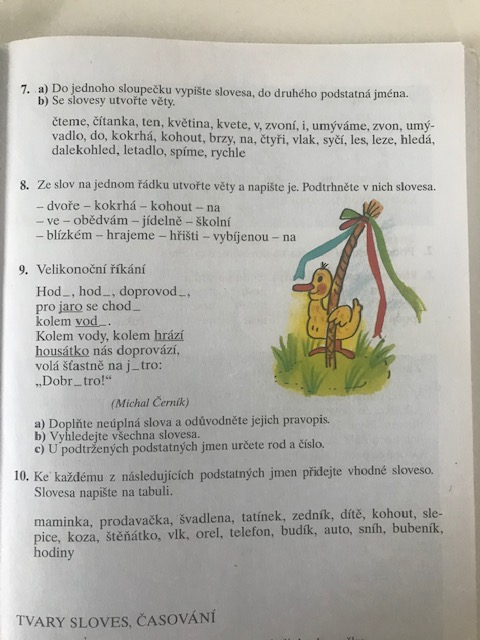 7. a) Do jednoho sloupečku vypište slovesa, do druhého podstatná jména.
b) Se slovesy utvořte věty.
čteme, čítanka, ten, květina, kvete, v, zvoní, i, umýváme, zvon, umý-
vadlo, do, kokrhá, kohout, brzy, na, čtyři, vlak, syčí, les, leze, hledá,
dalekohled, letadlo, spíme, rychle
8. Ze slov na jednom řádku utvořte věty a napište je. Podtrhněte v nich slovesa.
– dvoře – kokrhá – kohout – na
– ve – obědvám – jídelně – školní
– blízkém – hrajeme – hřišti – vybíjenou – na
9. Velikonoční říkání
Hod_, hod_, doprovod_,
pro jaro se chod_
kolem vod_.
Kolem vody, kolem hrází
housátko nás doprovází,
volá šťastně na j_tro:
„Dobr_tro!"
(Michal Černík)
a) Doplňte neúplná slova a odůvodněte jejich pravopis.
b) Vyhledejte všechna slovesa.
c) U podtržených podstatných jmen určete rod a číslo.
10. Ke každému z následujících podstatných jmen přidejte vhodné sloveso.
Slovesa napište na tabuli.
maminka, prodavačka, švadlena, tatínek, zedník, dítě, kohout, sle-
pice, koza, štěňátko, vlk, orel, telefon, budík, auto, sníh, bubeník,
hodiny
TVARY SLOVES, ČASOVÁNÍ